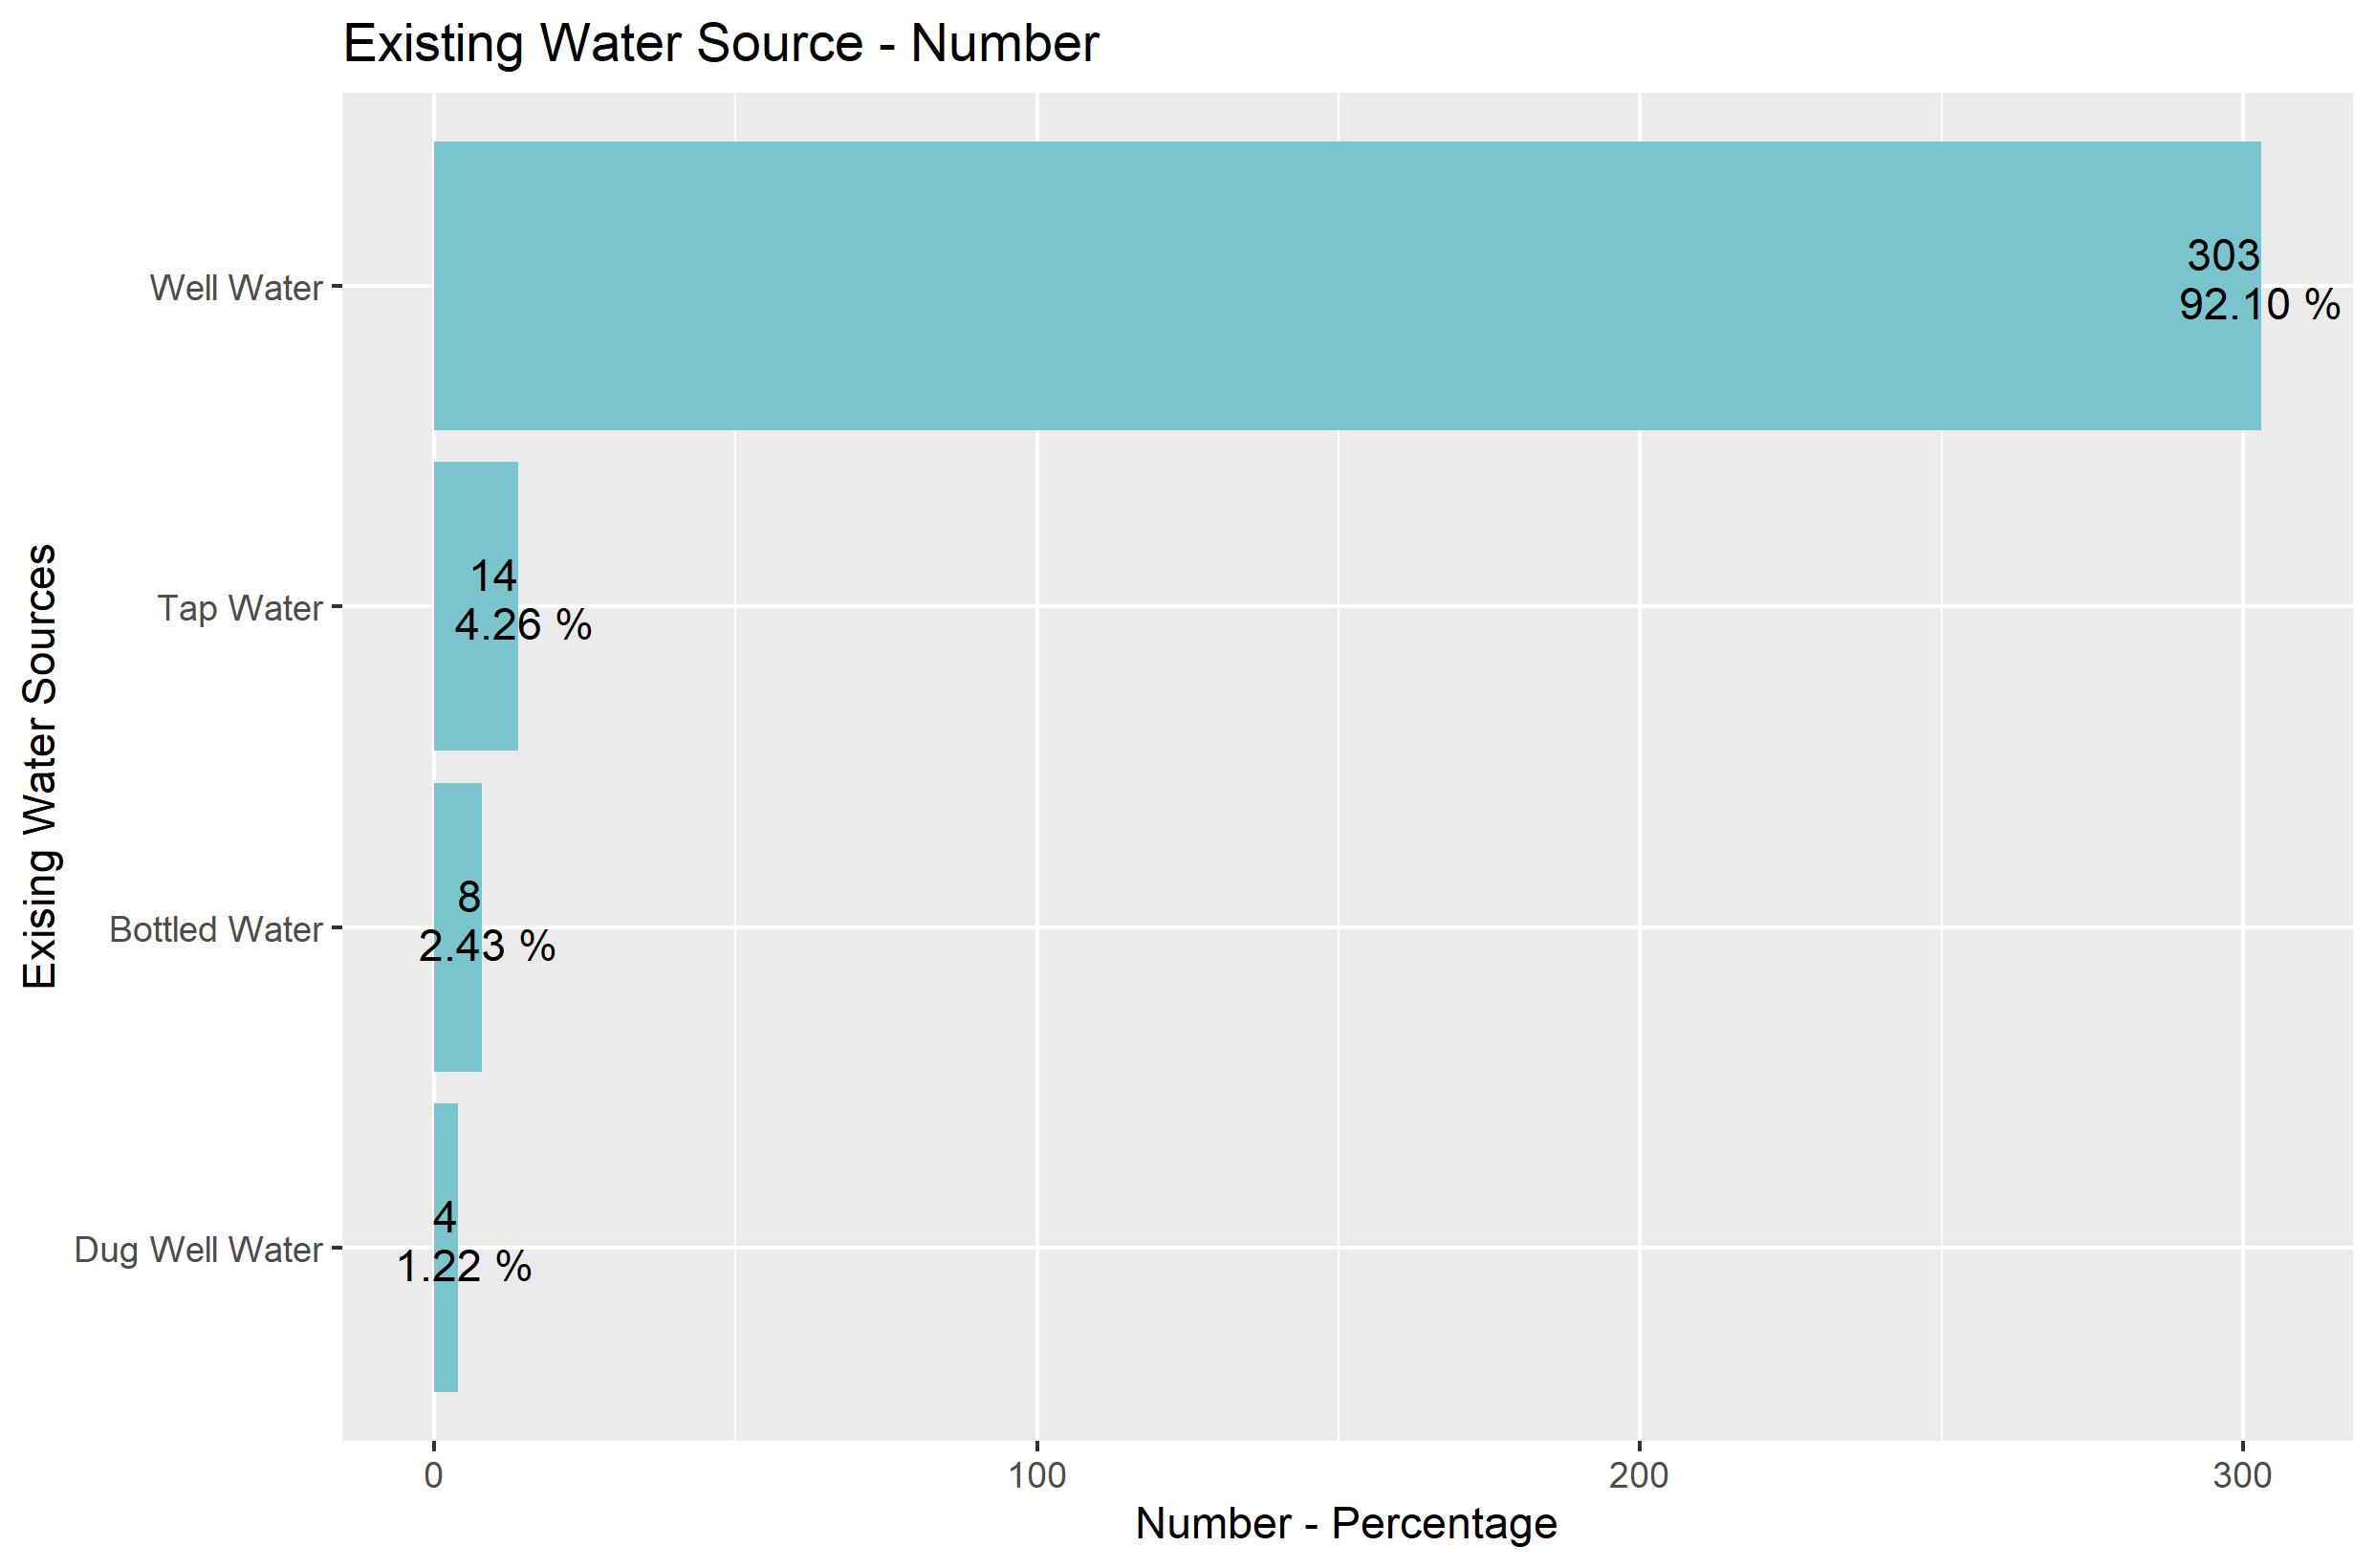 Existing Water Source - Number
Exising Water Sources
Well Water
303
92.10 %
Tap Water
14
4.26 %
Bottled Water
8
2.43 %
Dug Well Water
4
1.22 %
0
100
200
300
Number - Percentage